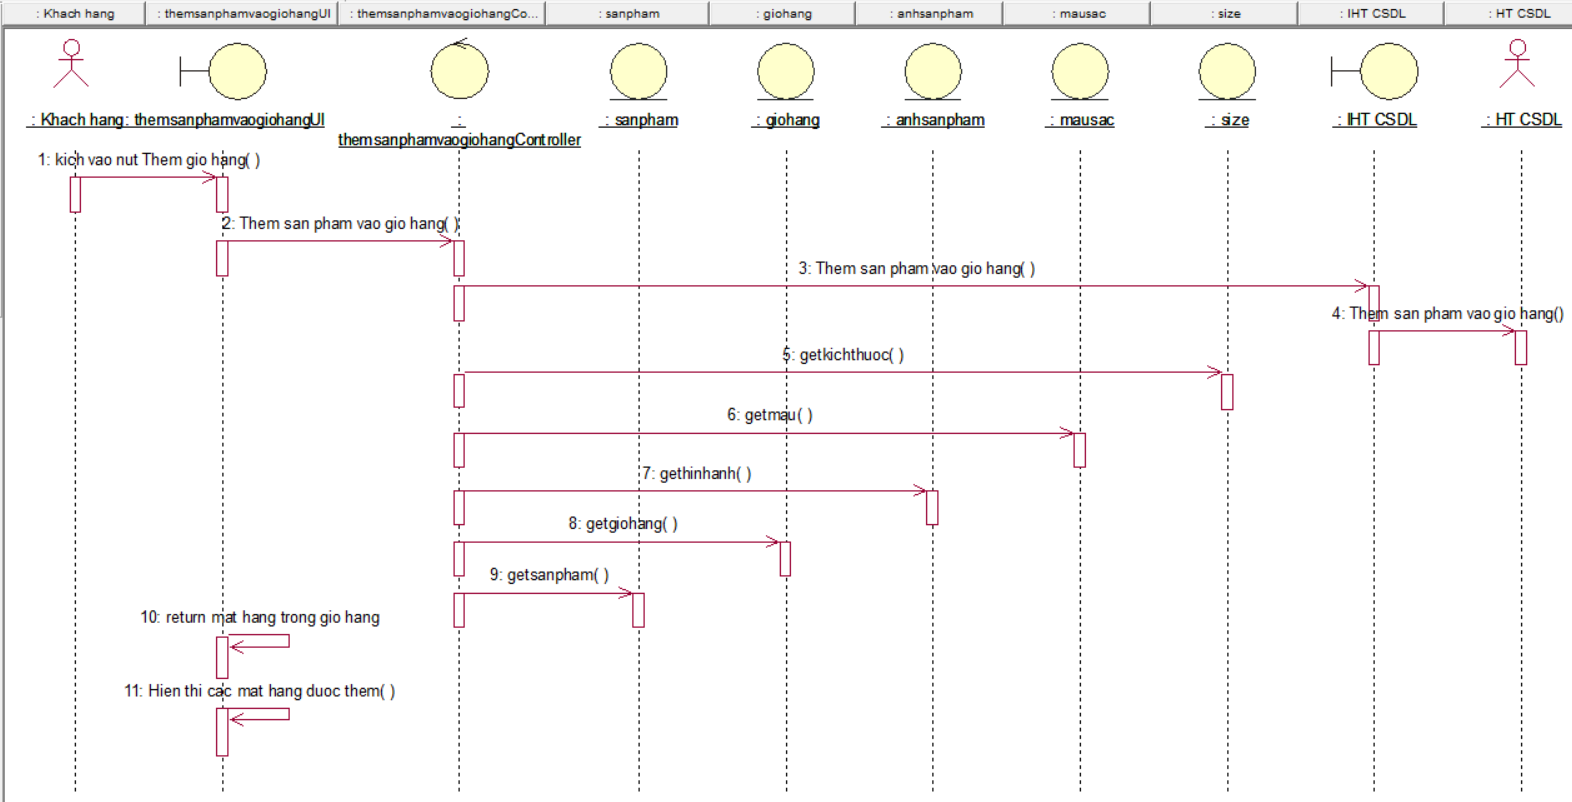 : Khach hang
: themsanphamvaogiohangUI
: themsanphamvaogiohangCo...
: sanpham
: giohang
: anhsanpham
: mausac
: size
: IHT CSDL
: HT CSDL
: Khach hang
: themsanphamvaogiohangUI
:
themsanphamvaogiohangController
: sanpham
: giohang
: anhsanpham
: mausac
: size
: IHT CSDL
: HT CSDL
1: kich vao nut Them gio hang( )
2: Them san pham vao gio hang( )
3: Them san pham vao gio hang( )
4: Them san pham vao gio hang()
5: getkichthuoc( )
6: getmau( )
7: gethinhanh( )
8: getgiohang( )
9: getsanpham( )
10: return mat hang trong gio hang
11: Hien thi cac mat hang duoc them( )